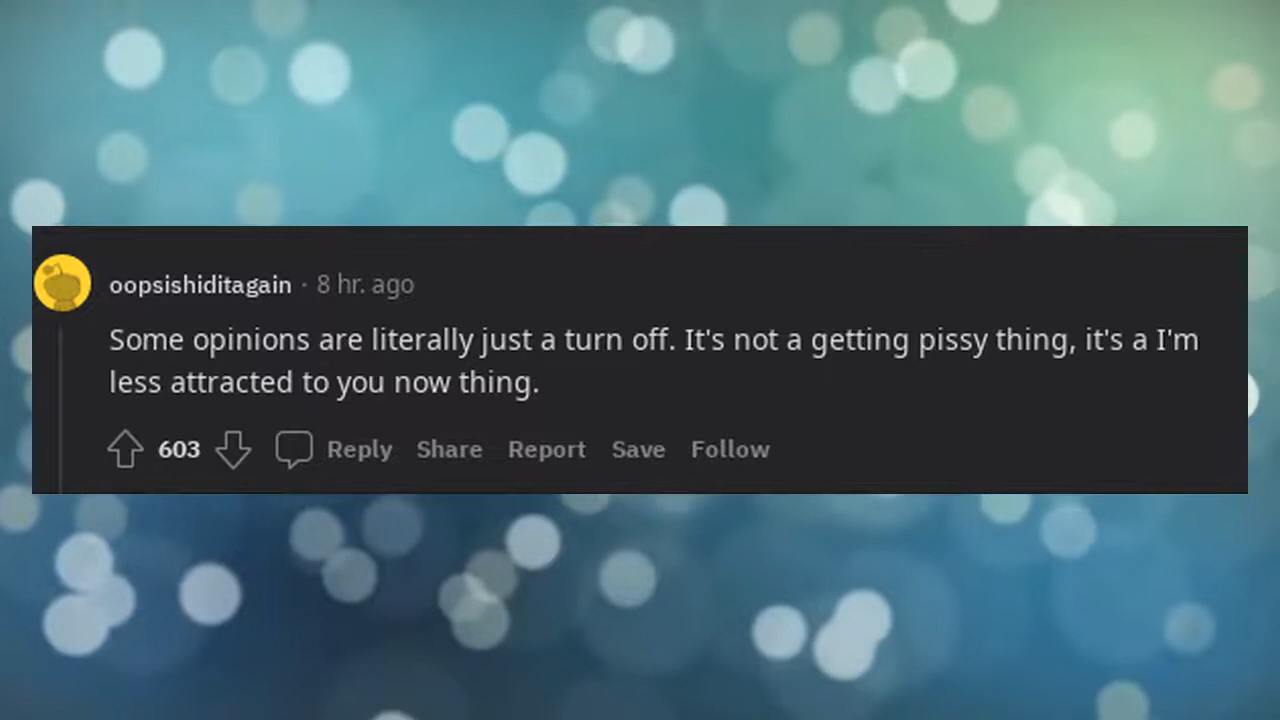 oopsishiditagain · 8 hr. ago
Some opinions are literally just a turn off. It's not a getting pissy thing, it's a I'm
less attracted to you now thing.
603 Reply Share Report Save Follow